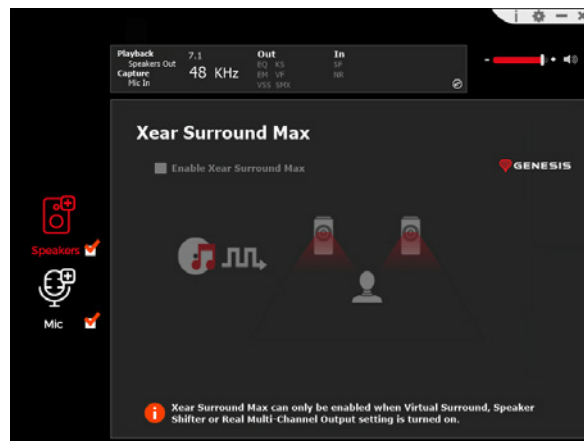 Playback
Speakers Out
Capture
Mic In
7.1
48 KHz
Out
EQ KS
EM VF
VSS SMX
In
SF
NR
- +
Xear Surround Max
Enable Xear Surround Max
GENESIS
Speakers
Mic
i Xear Surround Max can only be enabled when Virtual Surround, Speaker
Shifter or Real Multi-Channel Output setting is turned on.